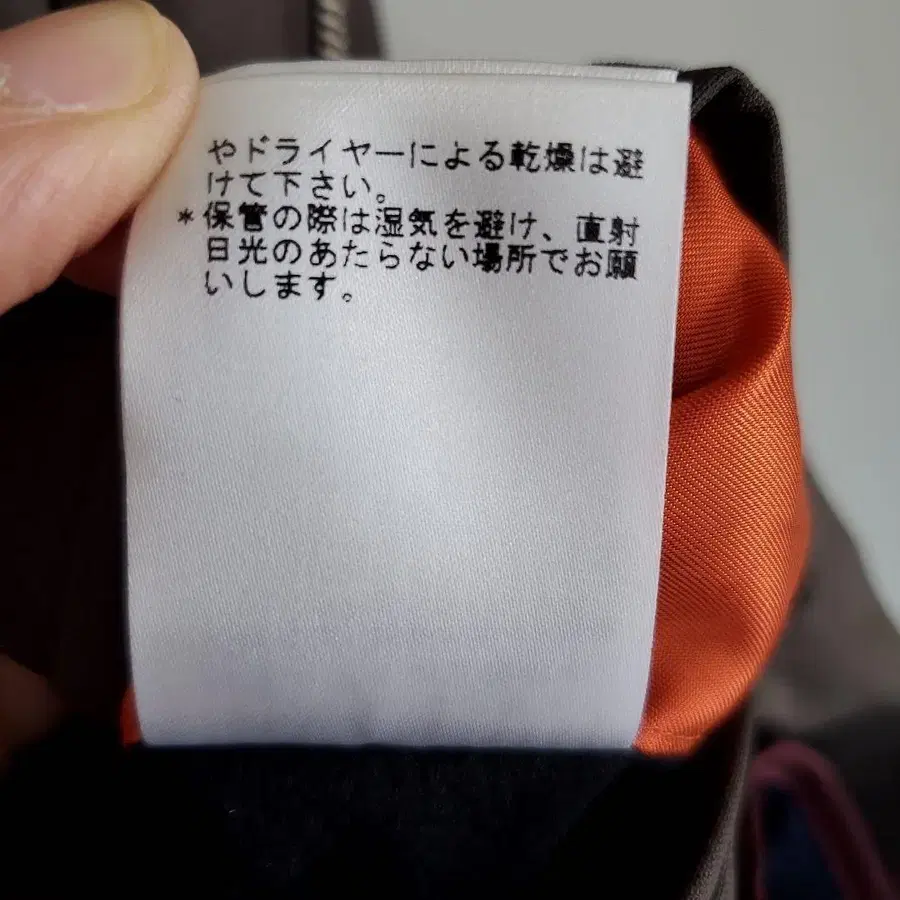 やドライヤーによる乾燥は避
けて下さい。
*保管の際は湿気を避け、直射
日光のあたらない場所でお願
いします。